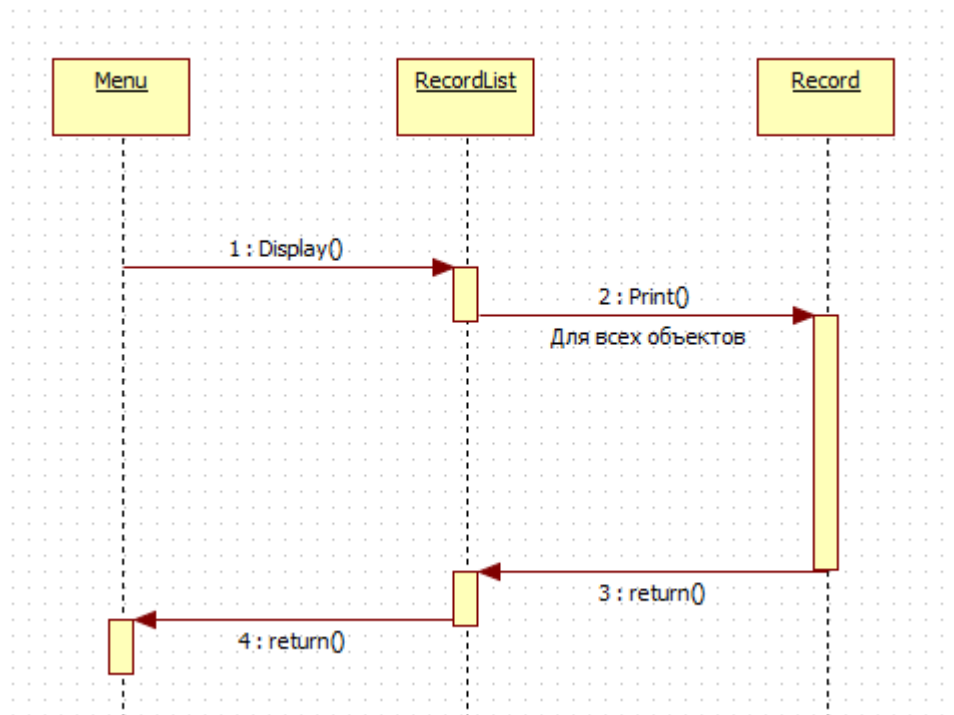 Menu
RecordList
Record
1 : Display()
2 : Print()
Для всех объектов
3 : return()
4 : return()